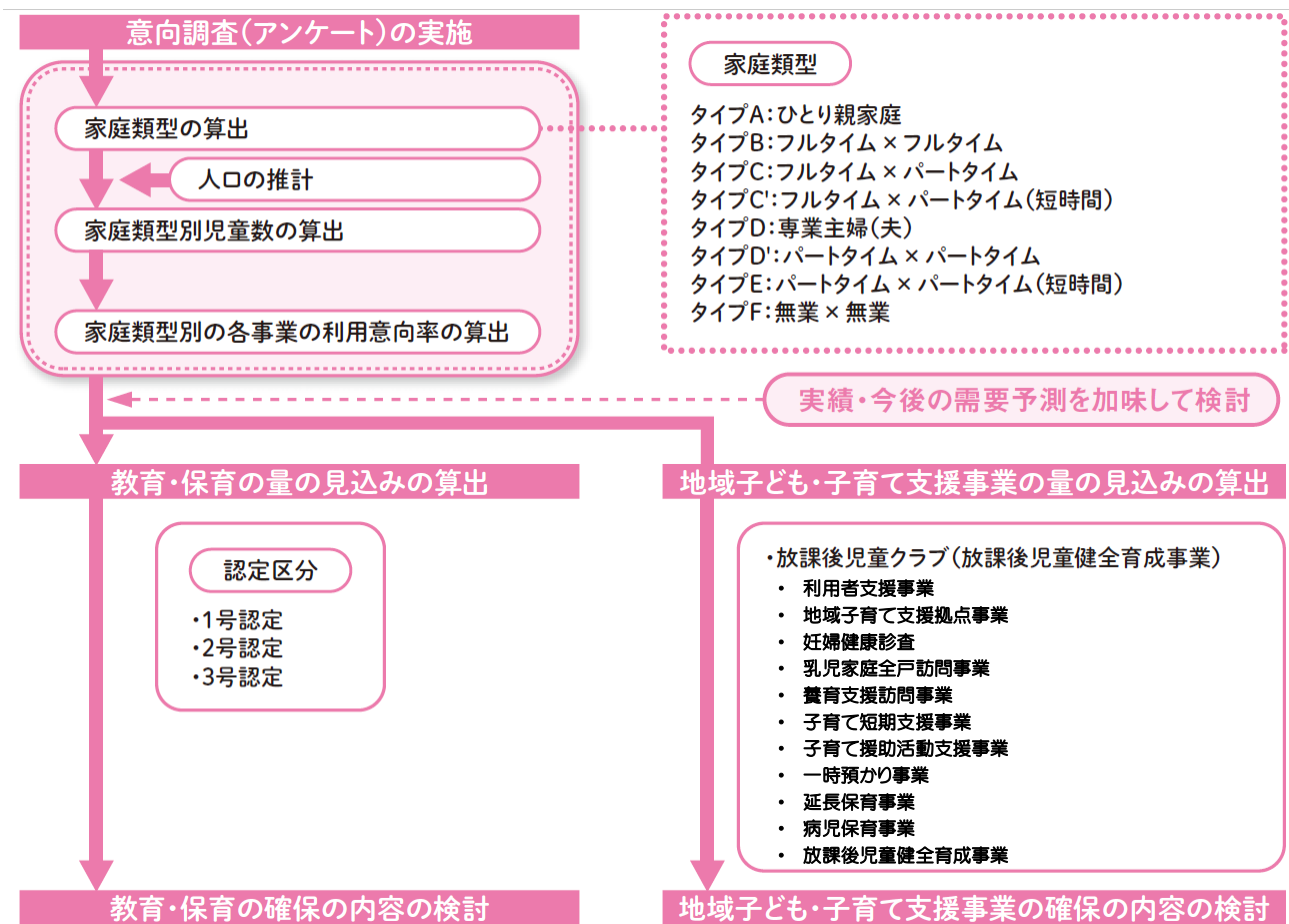 意向調査(アンケート)の実施
家庭類型の算出
人口の推計
家庭類型別児童数の算出
家庭類型別の各事業の利用意向率の算出
家庭類型
タイプA:ひとり親家庭
タイプB:フルタイム×フルタイム
タイプC:フルタイム×パートタイム
タイプC':フルタイム×パートタイム(短時間)
タイプD:専業主婦(夫)
タイプD':パートタイム×パートタイム
タイプE:パートタイム×パートタイム(短時間)
タイプF:無業×無業
実績・今後の需要予測を加味して検討
教育・保育の量の見込みの算出
認定区分
・1号認定
・2号認定
・3号認定
教育・保育の確保の内容の検討
地域子ども・子育て支援事業の量の見込みの算出
・放課後児童クラブ(放課後児童健全育成事業)
・ 利用者支援事業
・ 地域子育て支援拠点事業
・ 妊婦健康診査
・ 乳児家庭全戸訪問事業
・ 養育支援訪問事業
・ 子育て短期支援事業
・ 子育て援助活動支援事業
・ 一時預かり事業
・ 延長保育事業
・ 病児保育事業
・ 放課後児童健全育成事業
地域子ども・子育て支援事業の確保の内容の検討